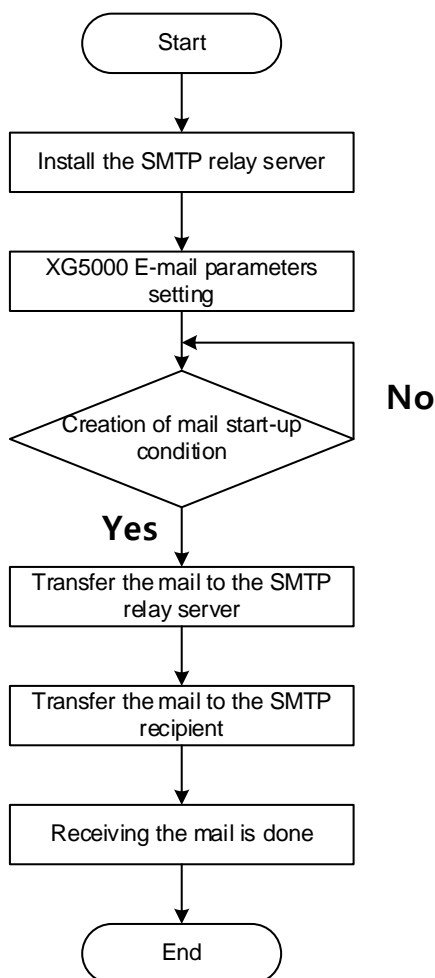 Start
Install the SMTP relay server
XG5000 E-mail parameters
setting
Creation of mail start-up
condition
No
Yes
Transfer the mail to the SMTP
relay server
Transfer the mail to the SMTP
recipient
Receiving the mail is done
End